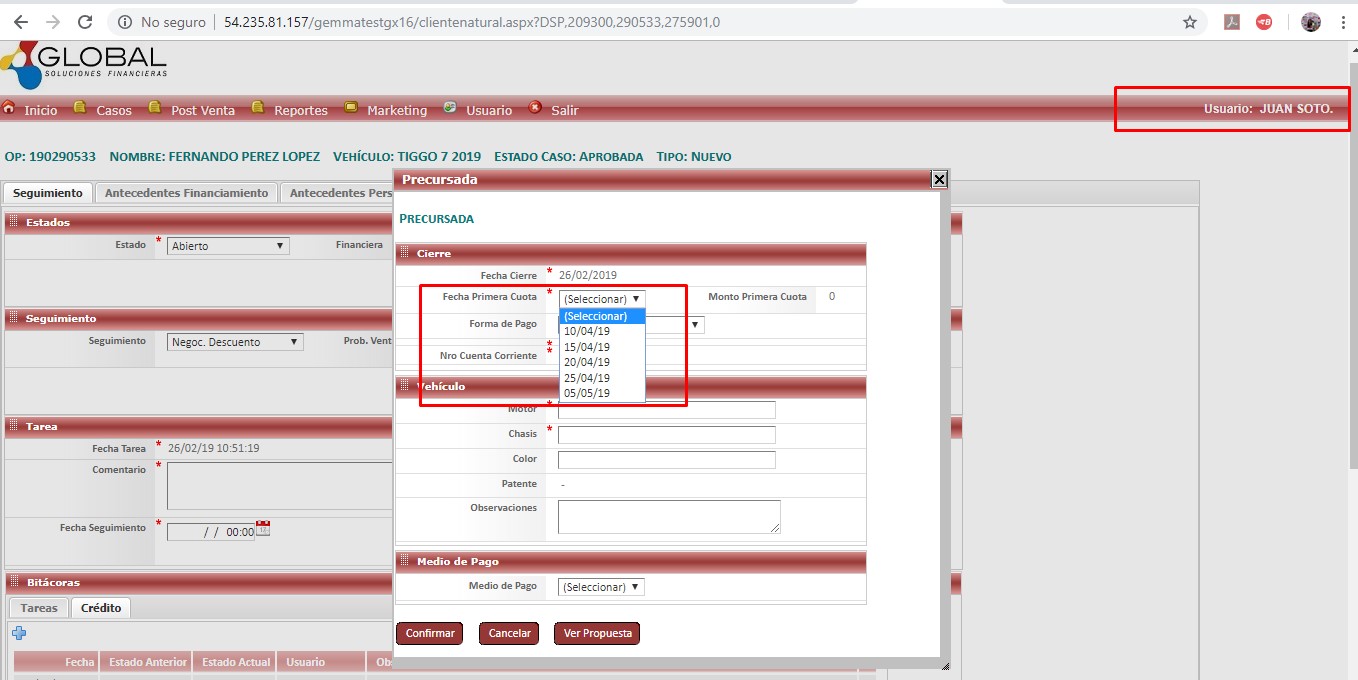 No seguro | 54.235.81.157/gemmatestgx16/clientenatural.aspx?DSP,209300,290533,275901,0
GLOBAL
SOLUCIONES FINANCIERAS
Inicio Casos Post Venta Reportes Marketing Usuario Salir Usuario: JUAN SOTO.
OP: 190290533 NOMBRE: FERNANDO PEREZ LOPEZ VEHÍCULO: TIGGO 7 2019 ESTADO CASO: APROBADA TIPO: NUEVO
Seguimiento Antecedentes Financiamiento Antecedentes Pers
Estados
Estado * Abierto Financiera
Seguimiento
Seguimiento Negoc. Descuento Prob. Vent
Tarea
Fecha Tarea * 26/02/19 10:51:19
Comentario *
Fecha Seguimiento * / / 00:00
Bitácoras
Tareas Crédito
Fecha Estado Anterior Estado Actual Usuario Obs
Precursada
PRECURSADA
Cierre
Fecha Cierre * 26/02/2019
Fecha Primera Cuota * (Seleccionar) Monto Primera Cuota 0
(Seleccionar)
10/04/19
15/04/19
20/04/19
25/04/19
05/05/19
Forma de Pago
Nro Cuenta Corriente *
Vehículo
Motor *
Chasis *
Color
Patente -
Observaciones
Medio de Pago
Medio de Pago (Seleccionar)
Confirmar Cancelar Ver Propuesta